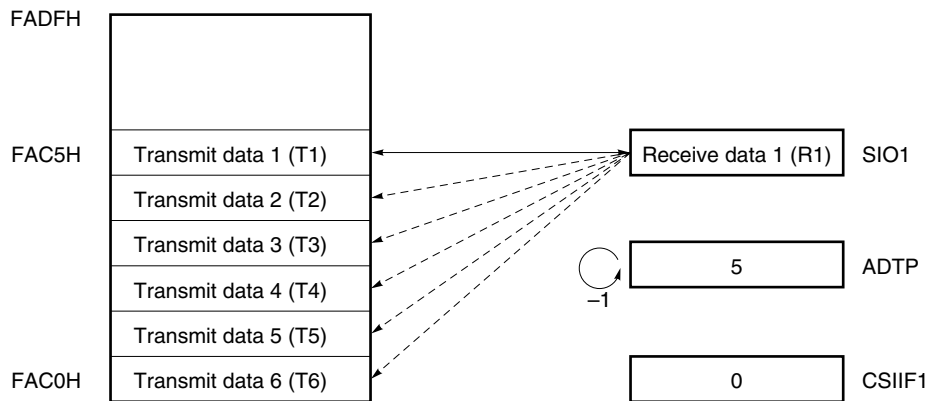 FADFH
FAC5H Transmit data 1 (T1) Receive data 1 (R1) SIO1
Transmit data 2 (T2)
Transmit data 3 (T3) 5 ADTP
Transmit data 4 (T4) –1
Transmit data 5 (T5)
FAC0H Transmit data 6 (T6) 0 CSIIF1